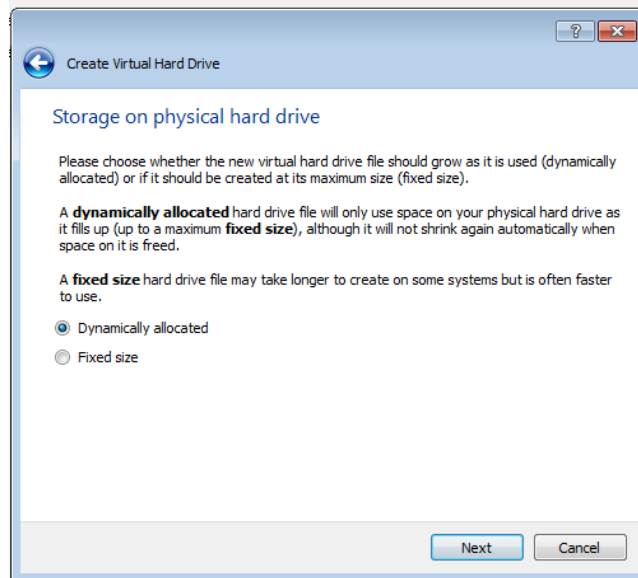 ?
Create Virtual Hard Drive
Storage on physical hard drive
Please choose whether the new virtual hard drive file should grow as it is used (dynamically
allocated) or if it should be created at its maximum size (fixed size).
A dynamically allocated hard drive file will only use space on your physical hard drive as
it fills up (up to a maximum fixed size), although it will not shrink again automatically when
space on it is freed.
A fixed size hard drive file may take longer to create on some systems but is often faster
to use.
Dynamically allocated
Fixed size
Next Cancel